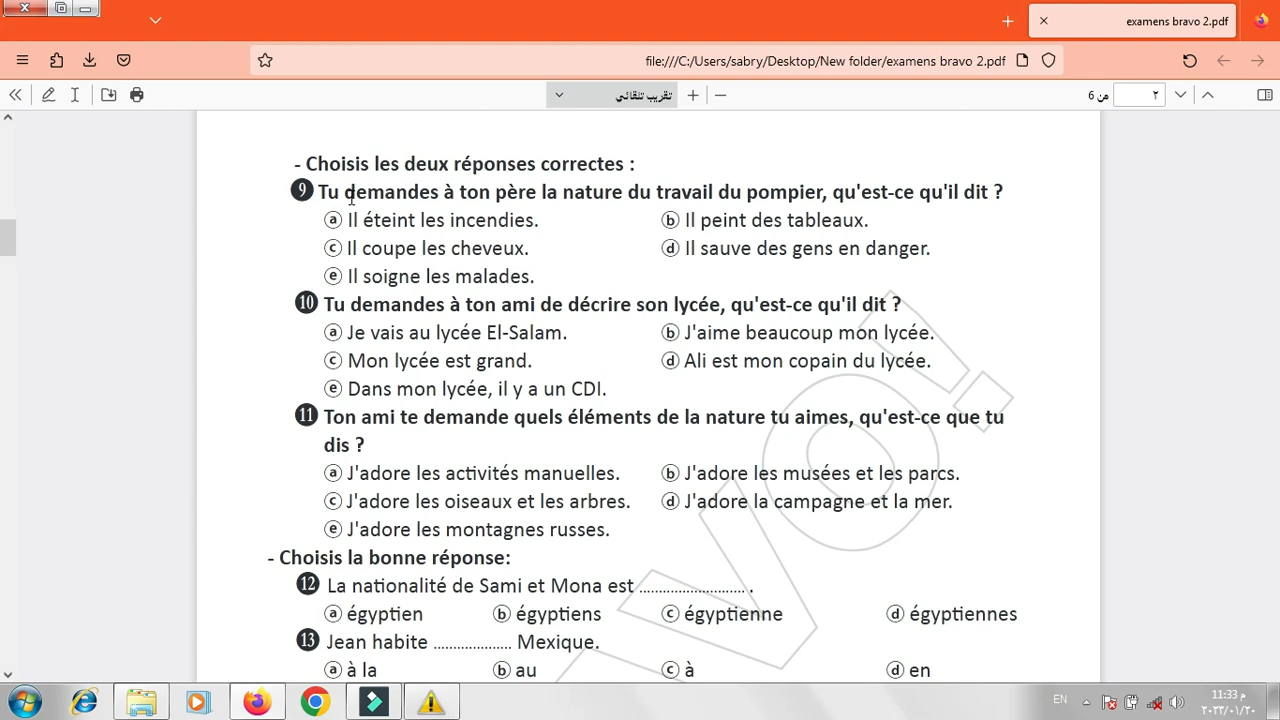 examens bravo 2.pdf
file:///C:/Users/sabry/Desktop/New folder/examens bravo 2.pdf
تقريب تلقائي
من 6
٢
- Choisis les deux réponses correctes :
9 Tu demandes à ton père la nature du travail du pompier, qu'est-ce qu'il dit ?
a Il éteint les incendies. b Il peint des tableaux.
c Il coupe les cheveux. d Il sauve des gens en danger.
e Il soigne les malades.
10 Tu demandes à ton ami de décrire son lycée, qu'est-ce qu'il dit ?
a Je vais au lycée El-Salam. b J'aime beaucoup mon lycée.
c Mon lycée est grand. d Ali est mon copain du lycée.
e Dans mon lycée, il y a un CDI.
11 Ton ami te demande quels éléments de la nature tu aimes, qu'est-ce que tu
dis ?
a J'adore les activités manuelles. b J'adore les musées et les parcs.
c J'adore les oiseaux et les arbres. d J'adore la campagne et la mer.
e J'adore les montagnes russes.
- Choisis la bonne réponse:
12 La nationalité de Sami et Mona est ........................... .
a égyptien b égyptiens c égyptienne d égyptiennes
13 Jean habite .................... Mexique.
a à la b au c à d en
VO!
EN
11:33 م
٢٠٢٣/٠١/٢٠